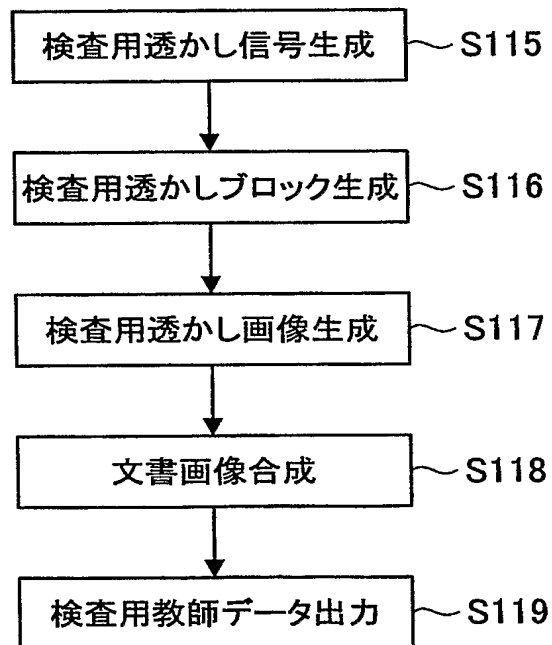 検査用透かし信号生成 S115
検査用透かしブロック生成 S116
検査用透かし画像生成 S117
文書画像合成 S118
検査用教師データ出力 S119